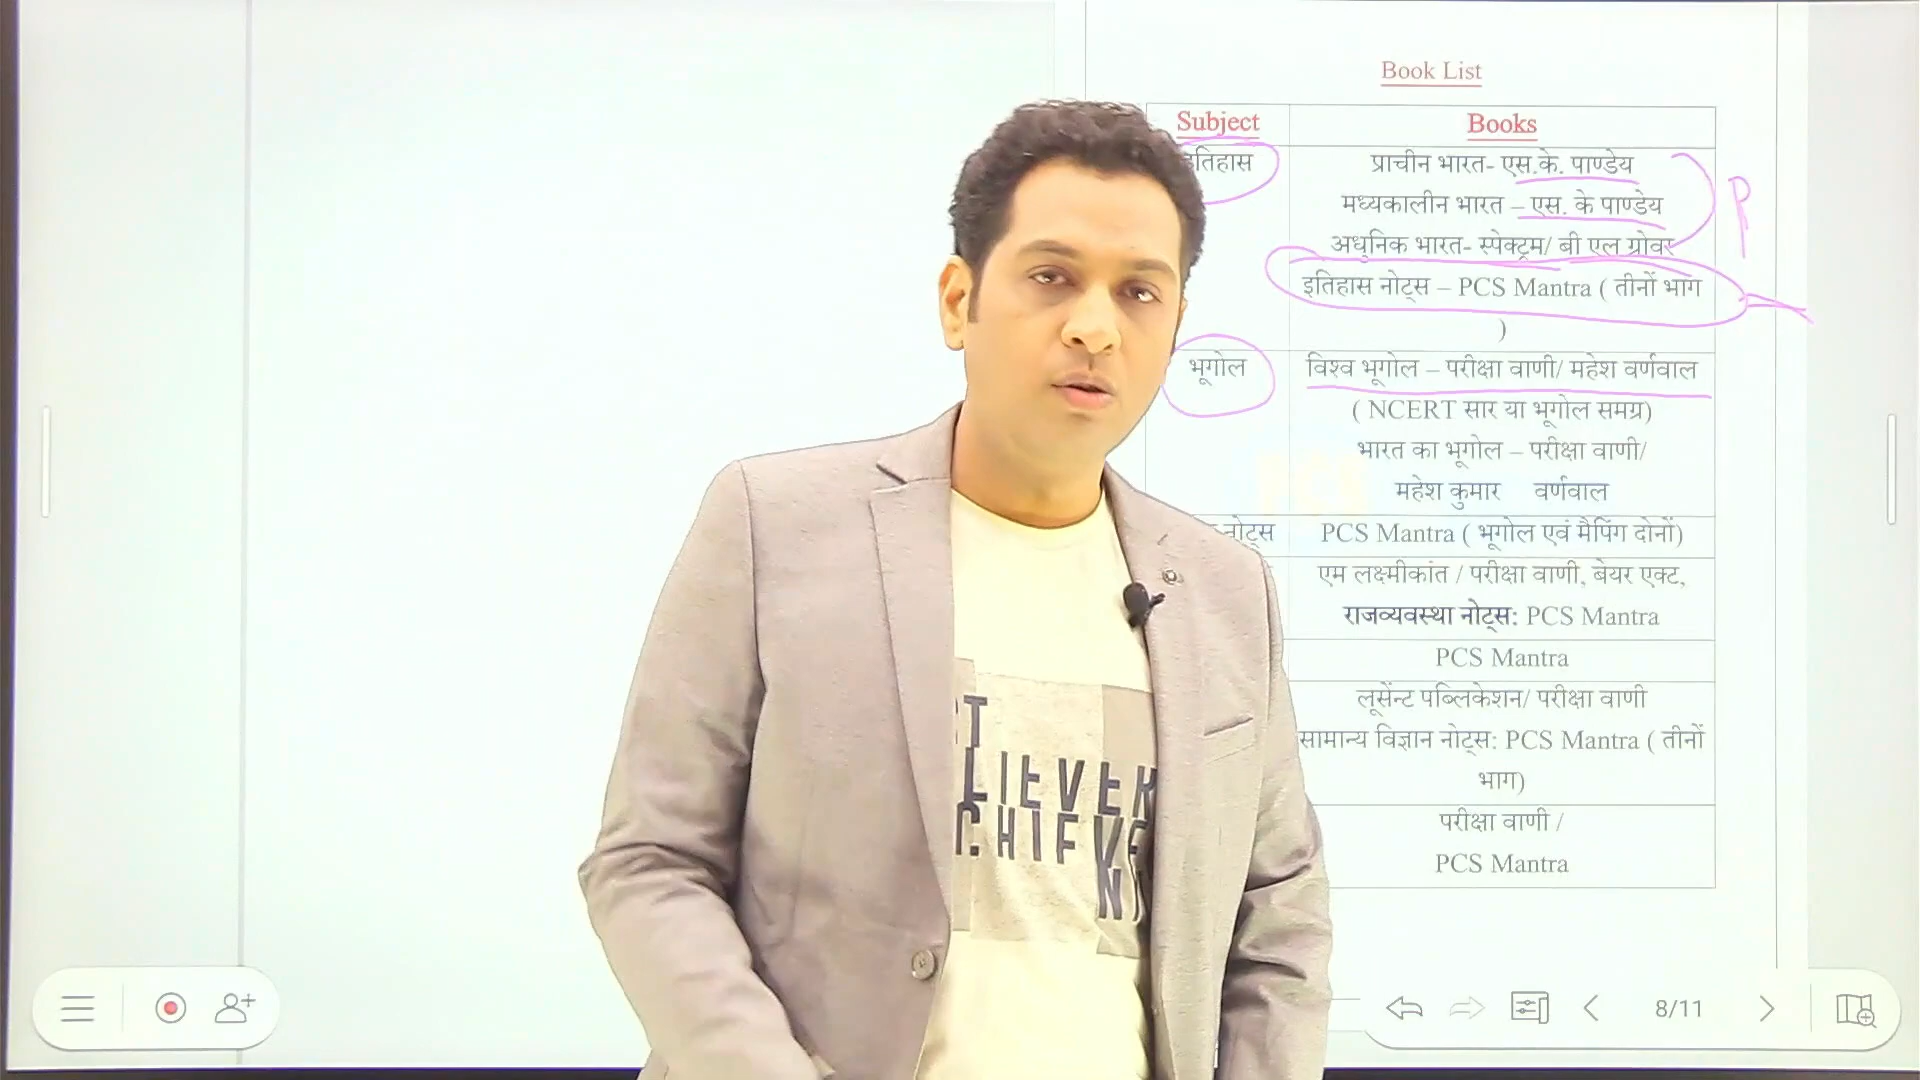 Book List
Subject Books
इतिहास प्राचीन भारत- एस.के. पाण्डेय
मध्यकालीन भारत – एस. के पाण्डेय
अधुनिक भारत- स्पेक्ट्रम/ बी एल ग्रोवर
P
इतिहास नोट्स – PCS Mantra ( तीनों भाग
)
भूगोल विश्व भूगोल – परीक्षा वाणी/ महेश वर्णवाल
( NCERT सार या भूगोल समग्र)
भारत का भूगोल – परीक्षा वाणी/
महेश कुमार वर्णवाल
नोट्स PCS Mantra ( भूगोल एवं मैपिंग दोनों)
एम लक्ष्मीकांत / परीक्षा वाणी, बेयर एक्ट,
राजव्यवस्था नोट्स: PCS Mantra
PCS Mantra
लूसेंन्ट पब्लिकेशन/ परीक्षा वाणी
सामान्य विज्ञान नोट्स: PCS Mantra ( तीनों
भाग)
परीक्षा वाणी /
PCS Mantra
8/11